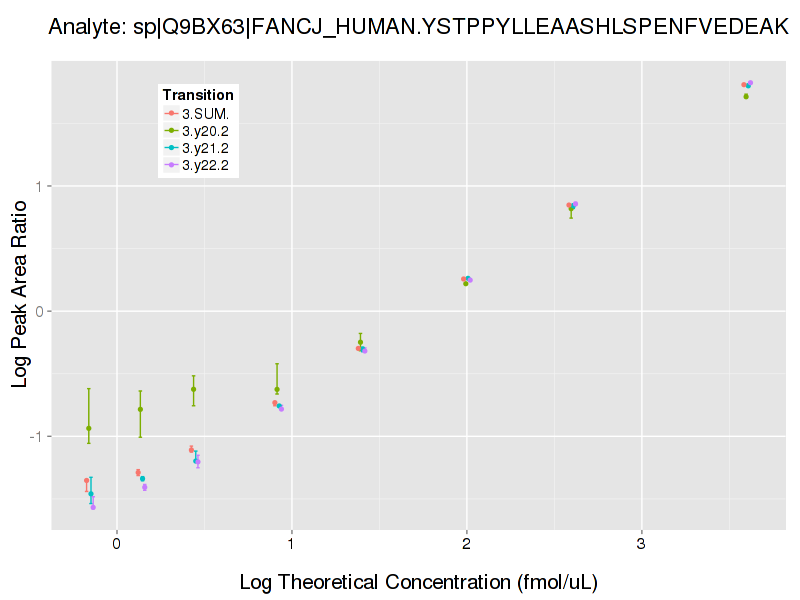 Analyte: sp|Q9BX63|FANCJ_HUMAN.YSTPPYLLEAASHLSPENFVEDEAK
Transition
3.SUM.
3.y20.2
3.y21.2
3.y22.2
Log Peak Area Ratio
1
0
-1
0 1 2 3
Log Theoretical Concentration (fmol/uL)